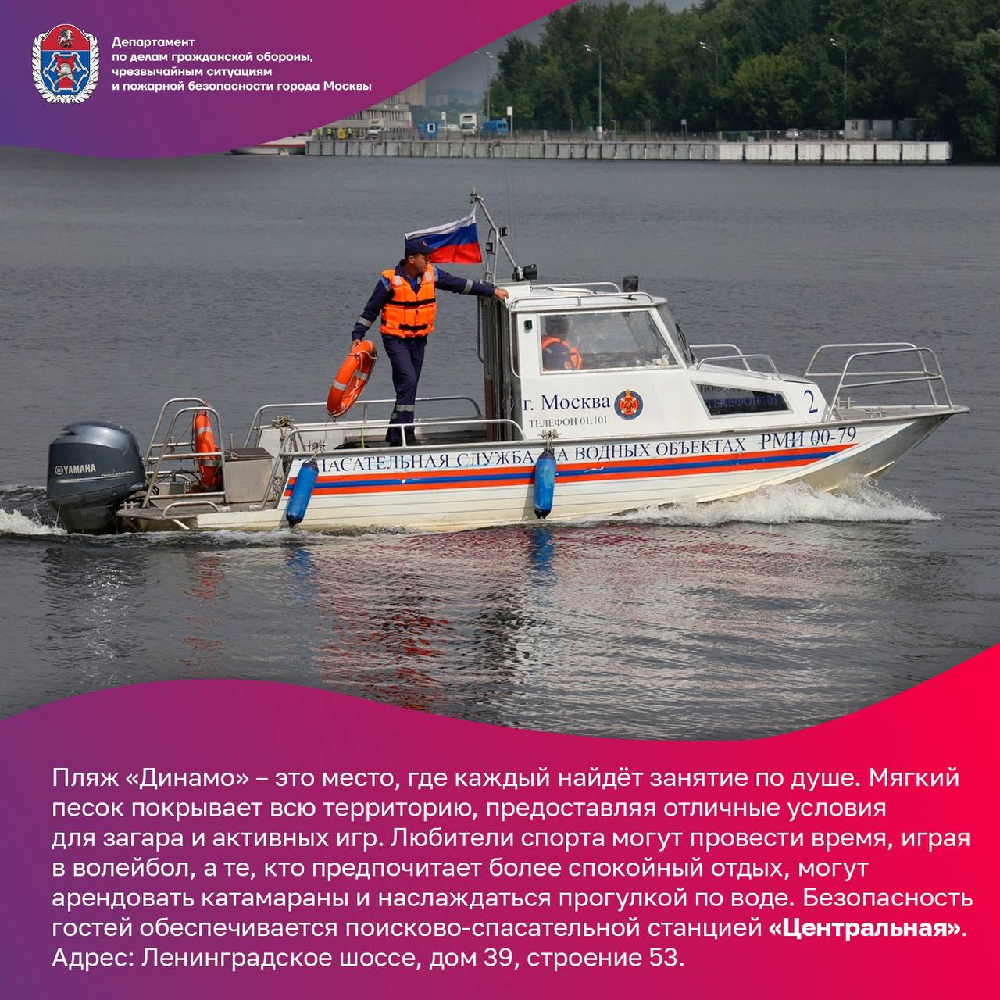 Департамент
по делам гражданской обороны,
чрезвычайным ситуациям
и пожарной безопасности города Москвы
г. Москва
ТЕЛЕФОН 01,101
ТЕЛЕФОН 01
2
СПАСАТЕЛЬНАЯ СЛУЖБА НА ВОДНЫХ ОБЪЕКТАХ РМИ 00-79
YAMAHA
Пляж «Динамо» – это место, где каждый найдёт занятие по душе. Мягкий
песок покрывает всю территорию, предоставляя отличные условия
для загара и активных игр. Любители спорта могут провести время, играя
в волейбол, а те, кто предпочитает более спокойный отдых, могут
арендовать катамараны и наслаждаться прогулкой по воде. Безопасность
гостей обеспечивается поисково-спасательной станцией «Центральная».
Адрес: Ленинградское шоссе, дом 39, строение 53.